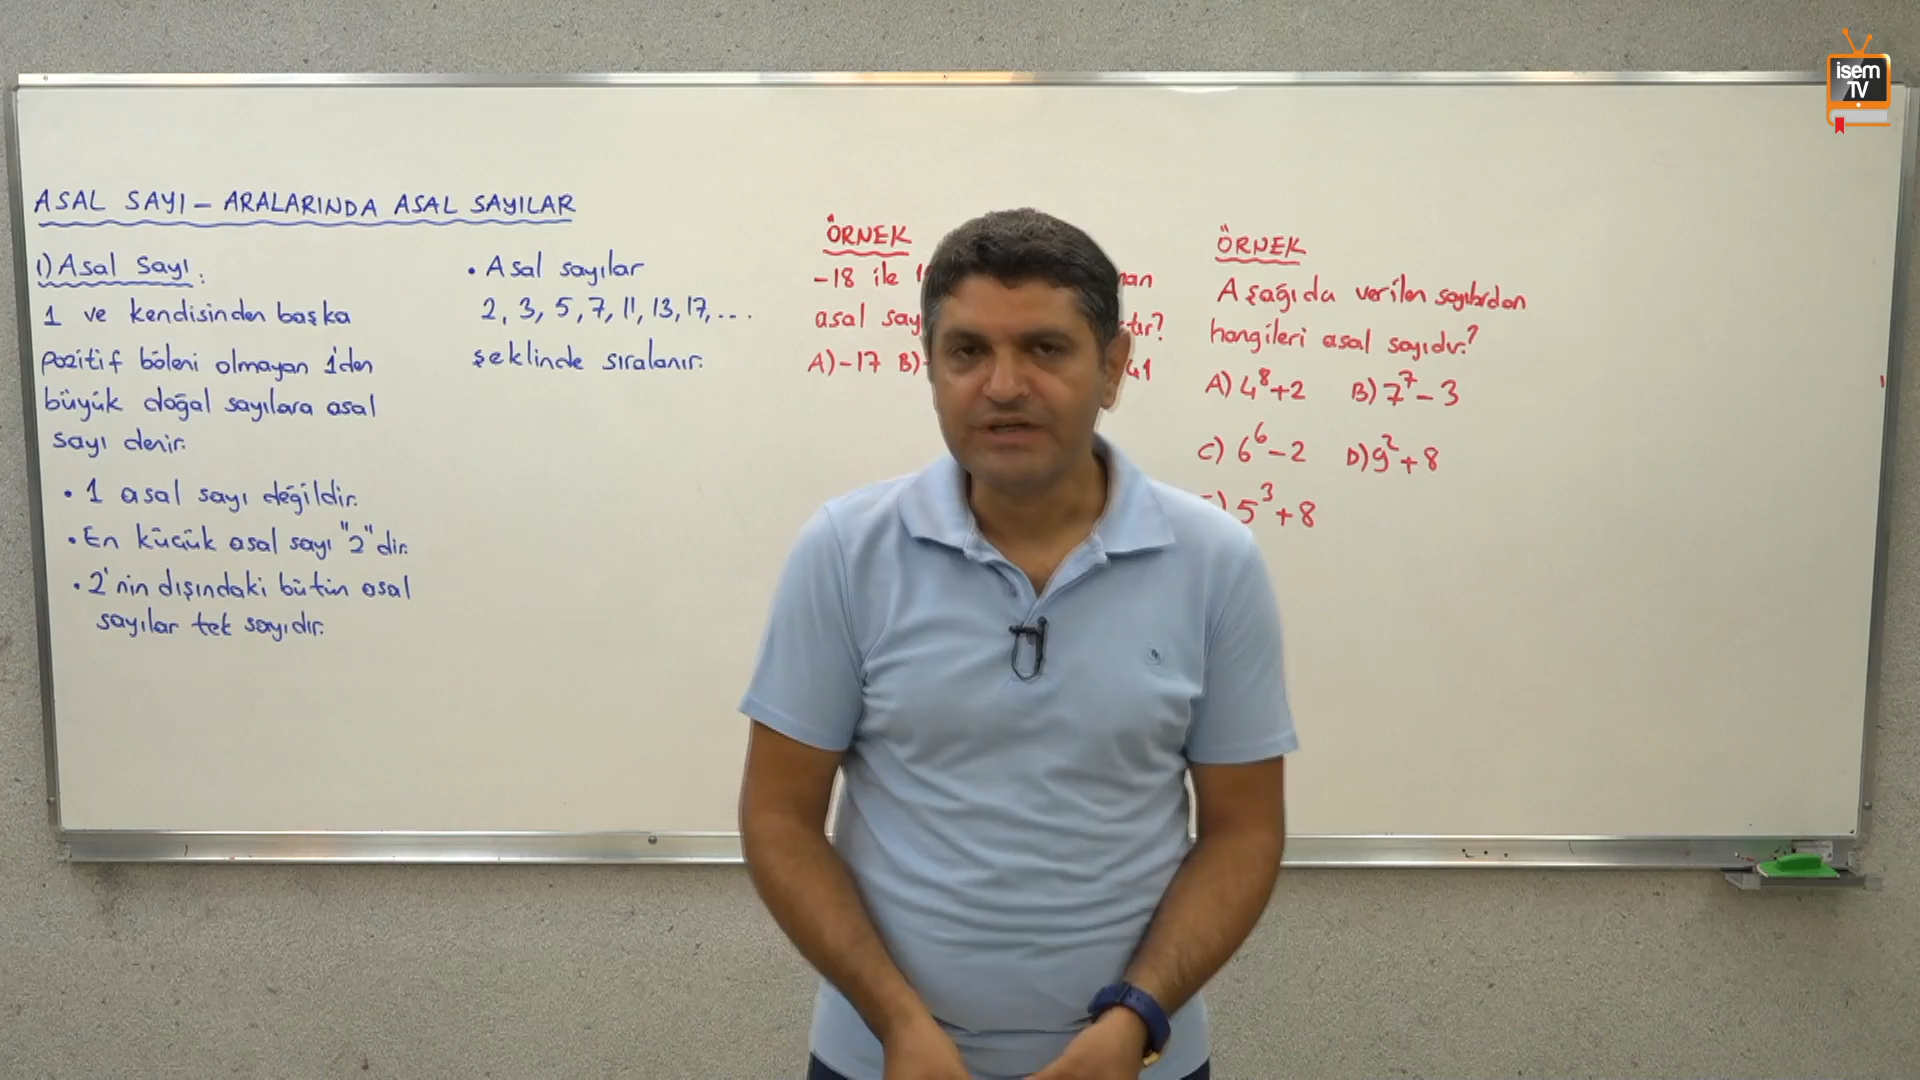 isem
TV
ASAL SAYI - ARALARINDA ASAL SAYILAR
1) Asal Sayı:
1 ve kendisinden başka
pozitif böleni olmayan 1'den
büyük doğal sayılara asal
sayı denir.
• 1 asal sayı değildir.
• En küçük asal sayı "2" dir.
• 2'nin dışındaki bütün asal
sayılar tek sayıdır.
• Asal sayılar
2, 3, 5, 7, 11, 13, 17, ...
şeklinde sıralanır.
ÖRNEK
-18 ile
asal
A) -17 B)
41
ÖRNEK
Aşağıda verilen sayılardan
hangileri asal sayıdır?
A) 4⁸+2 B) 7⁷-3
C) 6⁶-2 D) 9²+8
) 5³+8